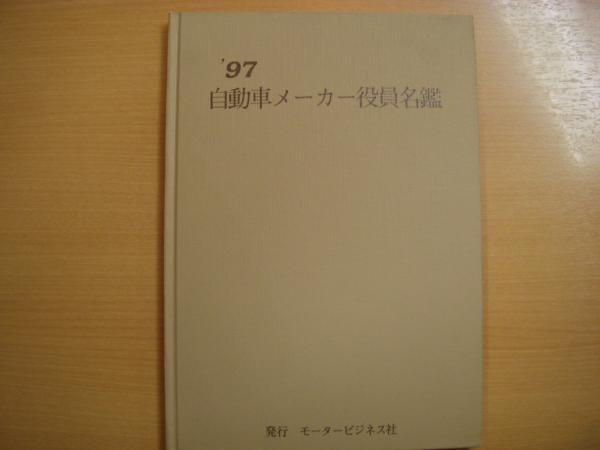 '97
自動車メーカー役員名鑑
発行 モータービジネス社